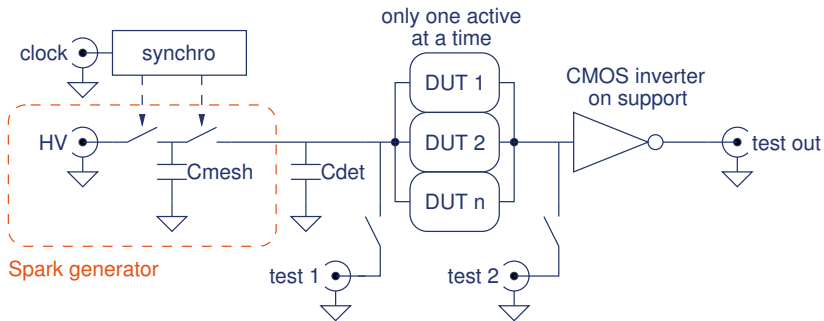 only one active
at a time
clock
synchro
DUT 1
CMOS inverter
on support
HV
DUT 2
test out
Cmesh
Cdet
DUT n
Spark generator
test 1
test 2